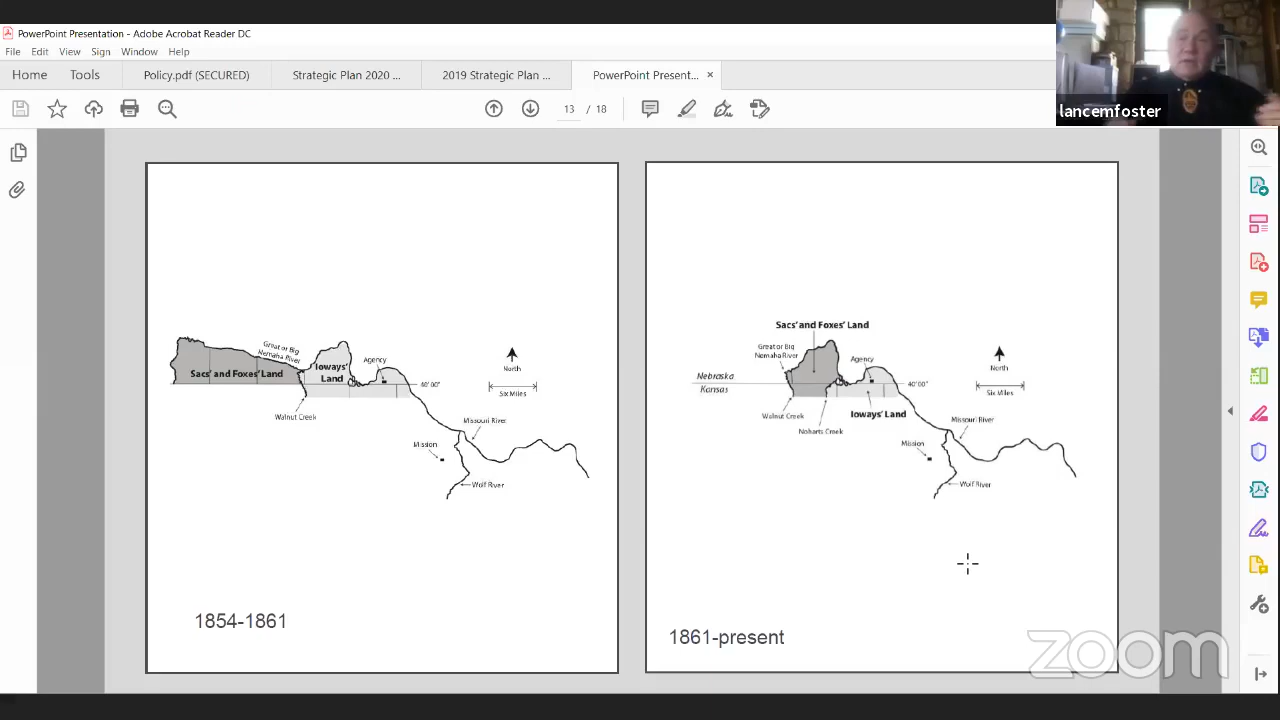 PowerPoint Presentation - Adobe Acrobat Reader DC
File Edit View Sign Window Help
Home Tools Policy.pdf (SECURED) Strategic Plan 2020 ... 2019 Strategic Plan ... PowerPoint Present... ×
13 / 18
lancemfoster
Great or Big
Nemaha River
Sacs' and Foxes' Land
Ioways'
Land
Agency
40°00"
North
Six Miles
Walnut Creek
Missouri River
Mission
Wolf River
1854-1861
Sacs' and Foxes' Land
Great or Big
Nemaha River
Agency
North
Nebraska
Kansas
40°00"
Six Miles
Walnut Creek
Ioways' Land
Noharts Creek
Missouri River
Mission
Wolf River
1861-present
zoom